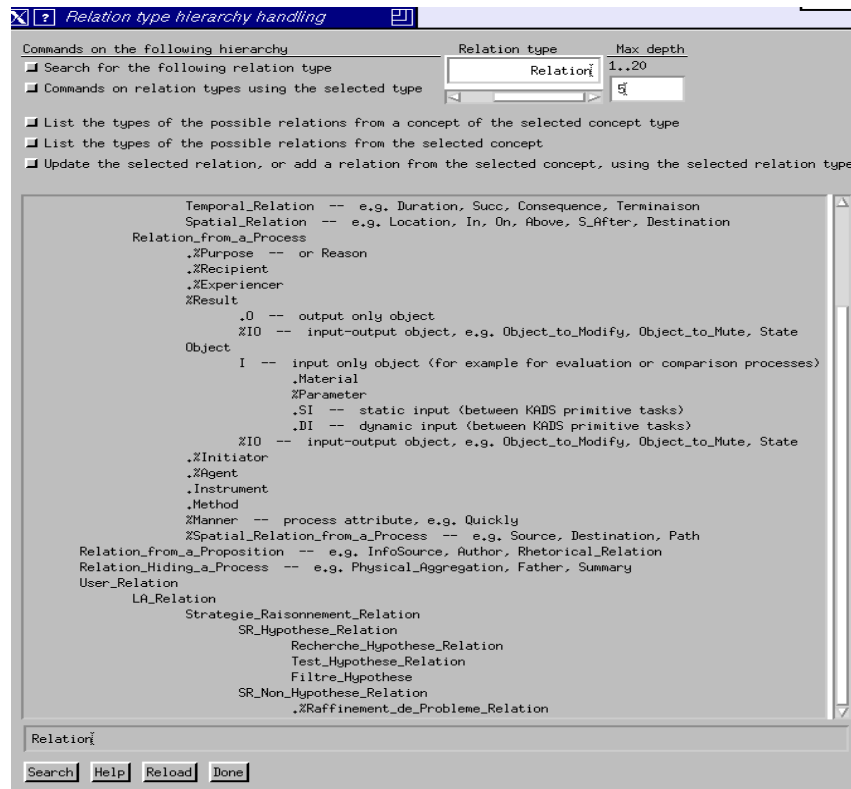 X ? Relation type hierarchy handling
Commands on the following hierarchy Relation type Max depth
Search for the following relation type Relation 1..20
Commands on relation types using the selected type 5
List the types of the possible relations from a concept of the selected concept type
List the types of the possible relations from the selected concept
Update the selected relation, or add a relation from the selected concept, using the selected relation type
Temporal_Relation -- e.g. Duration, Succ, Consequence, Terminaison
Spatial_Relation -- e.g. Location, In, On, Above, S_After, Destination
Relation_from_a_Process
.%Purpose -- or Reason
.%Recipient
.%Experiencer
%Result
.O -- output only object
%IO -- input-output object, e.g. Object_to_Modify, Object_to_Mute, State
Object
I -- input only object (for example for evaluation or comparison processes)
.Material
%Parameter
.SI -- static input (between KADS primitive tasks)
.DI -- dynamic input (between KADS primitive tasks)
%IO -- input-output object, e.g. Object_to_Modify, Object_to_Mute, State
.%Initiator
.%Agent
.Instrument
.Method
%Manner -- process attribute, e.g. Quickly
%Spatial_Relation_from_a_Process -- e.g. Source, Destination, Path
Relation_from_a_Proposition -- e.g. InfoSource, Author, Rhetorical_Relation
Relation_Hiding_a_Process -- e.g. Physical_Aggregation, Father, Summary
User_Relation
LA_Relation
Strategie_Raisonnement_Relation
SR_Hypothese_Relation
Recherche_Hypothese_Relation
Test_Hypothese_Relation
Filtre_Hypothese
SR_Non_Hypothese_Relation
.%Raffinement_de_Probleme_Relation
Relation
Search Help Reload Done